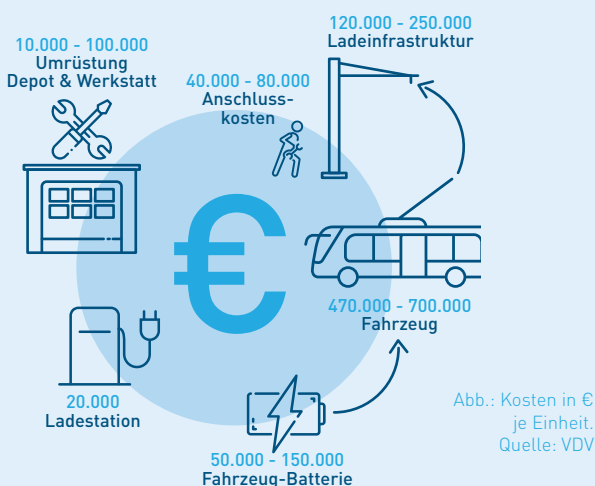 120.000 - 250.000
Ladeinfrastruktur
10.000 - 100.000
Umrüstung
Depot & Werkstatt
40.000 - 80.000
Anschluss-
kosten
€
470.000 - 700.000
Fahrzeug
20.000
Ladestation
50.000 - 150.000
Fahrzeug-Batterie
Abb.: Kosten in €
je Einheit.
Quelle: VDV